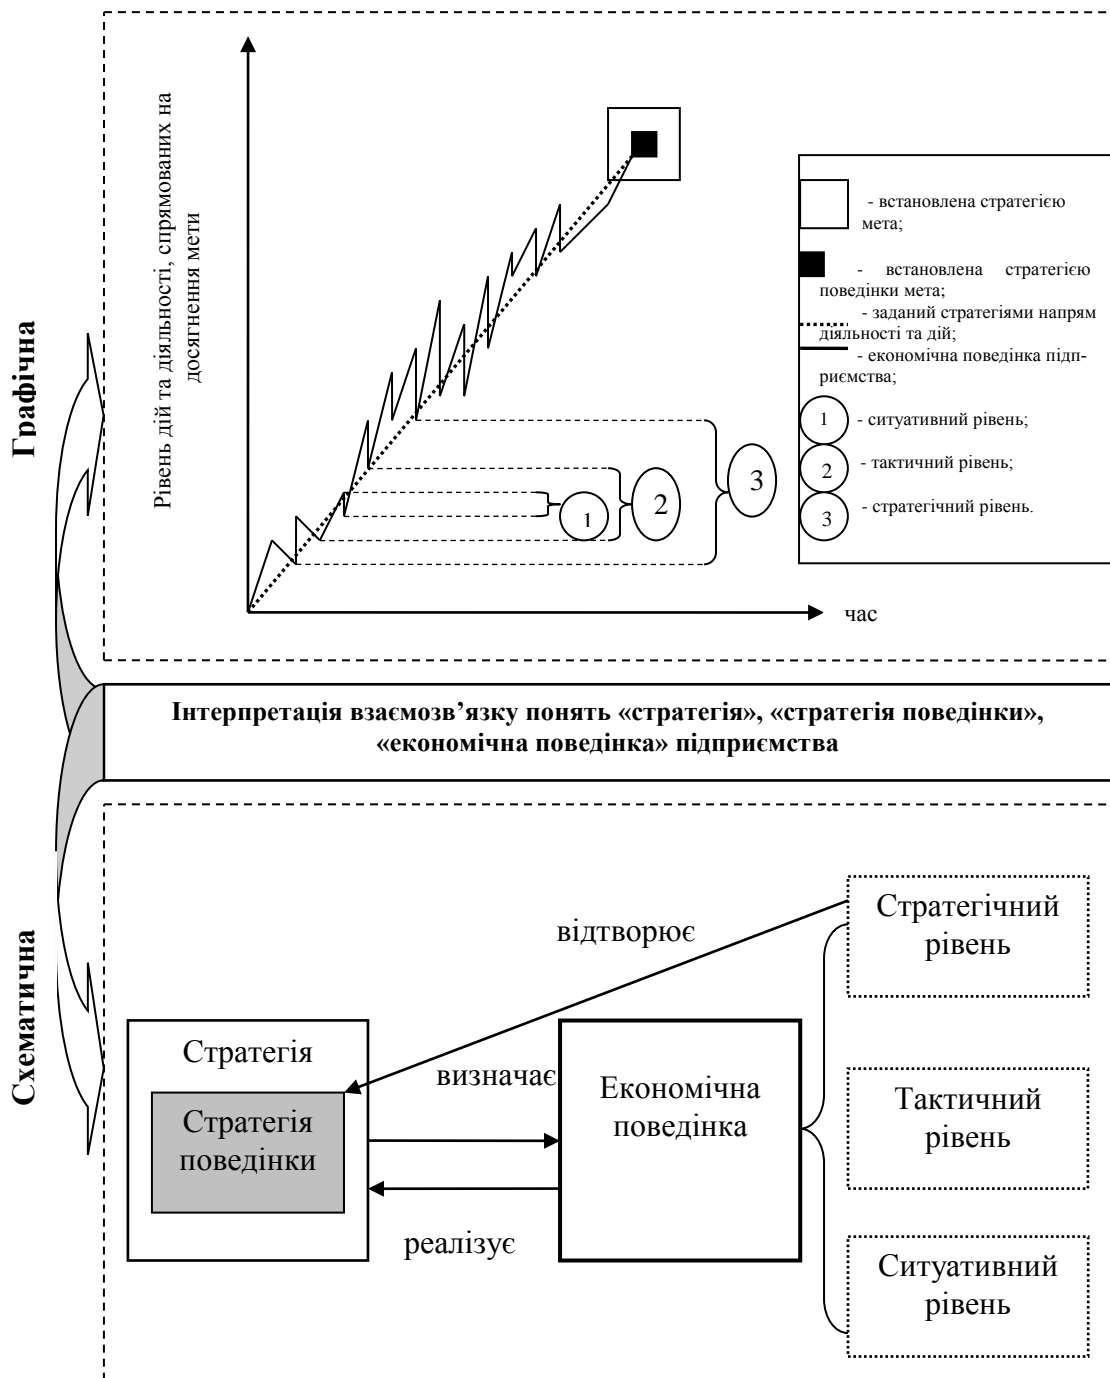 Графічна
Рівень дій та діяльності, спрямованих на
досягнення мети
1
2
3
час
- встановлена стратегією
мета;
- встановлена стратегією
поведінки мета;
- заданий стратегіями напрям
діяльності та дій;
- економічна поведінка підп-
риємства;
1 - ситуативний рівень;
2 - тактичний рівень;
3 - стратегічний рівень.
Інтерпретація взаємозв’язку понять «стратегія», «стратегія поведінки»,
«економічна поведінка» підприємства
Схематична
Стратегія
Стратегія
поведінки
відтворює
визначає
реалізує
Економічна
поведінка
Стратегічний
рівень
Тактичний
рівень
Ситуативний
рівень